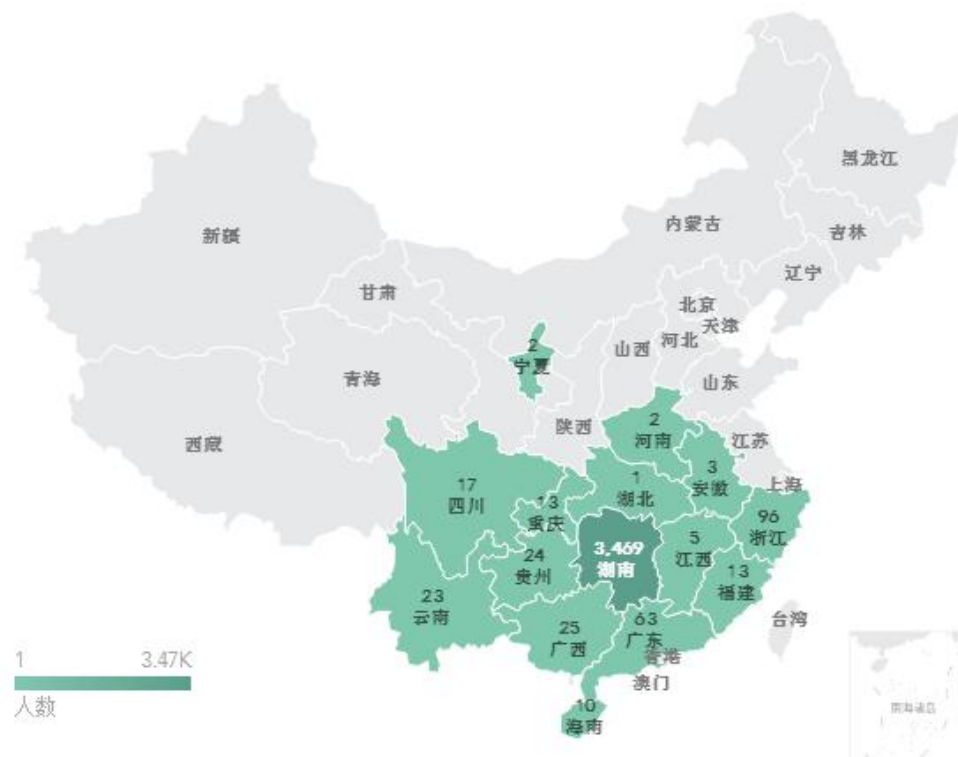 黑龙江
内蒙古
吉林
新疆
辽宁
甘肃
北京
天津
河北
山西
2
宁夏
青海
山东
2
河南
陕西
江苏
西藏
3
安徽
1
湖北
上海
17
四川
13
重庆
96
浙江
3,469
湖南
5
江西
24
贵州
13
福建
23
云南
25
广西
63
广东
台湾
香港
澳门
1
3.47K
人数
10
海南
南海诸岛